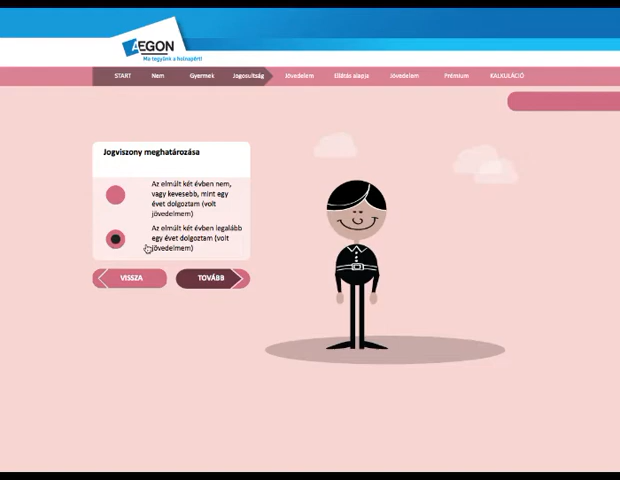 AEGON
Ma tegyünk a holnapért!
START Nem Gyermek Jogosultság Jövedelem Ellátás alapja Jövedelem Prémium KALKULÁCIÓ
Jogviszony meghatározása
Az elmúlt két évben nem,
vagy kevesebb, mint egy
évet dolgoztam (volt
jövedelmem)
Az elmúlt két évben legalább
egy évet dolgoztam (volt
jövedelmem)
VISSZA TOVÁBB